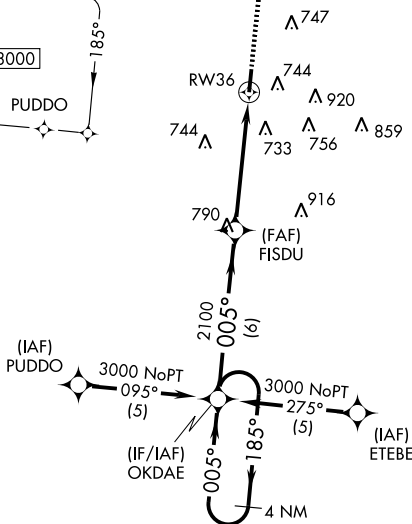 185°
3000
PUDDO
747
RW36
744
920
744
733
756
859
916
790
(FAF)
FISDU
2100
005°
(6)
(IAF)
PUDDO
3000 NoPT
095°
(5)
3000 NoPT
275°
(5)
(IAF)
ETEBE
(IF/IAF)
OKDAE
005°
185°
4 NM